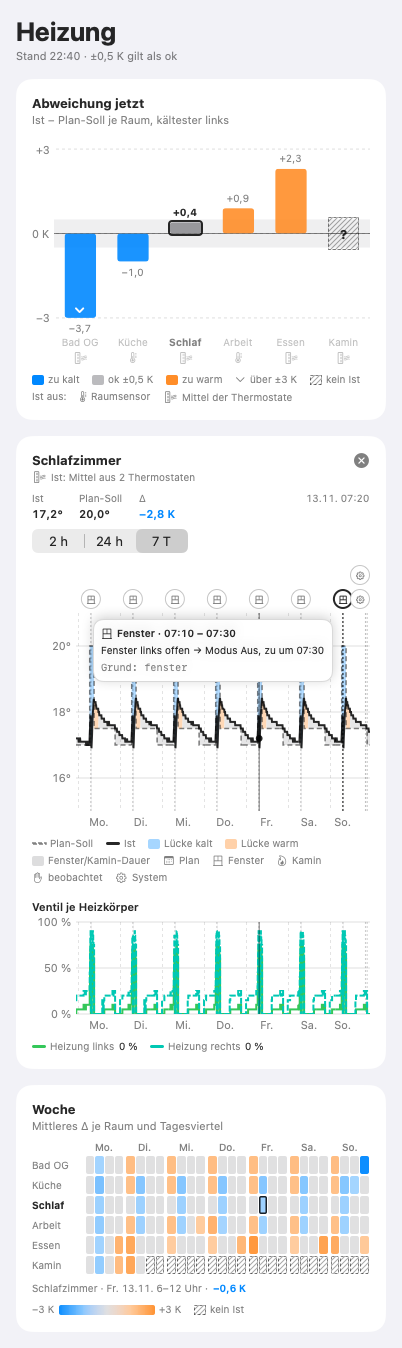 Heizung
Stand 22:40 · ±0,5 K gilt als ok
Abweichung jetzt
Ist − Plan-Soll je Raum, kältester links
+3
+2,3
+0,9
+0,4
0 K
?
−1,0
−3
−3,7
Bad OG Küche Schlaf Arbeit Essen Kamin
zu kalt ok ±0,5 K zu warm über ±3 K kein Ist
Ist aus: Raumsensor Mittel der Thermostate
Schlafzimmer
Ist: Mittel aus 2 Thermostaten
Ist Plan-Soll Δ 13.11. 07:20
17,2° 20,0° −2,8 K
2 h 24 h 7 T
Fenster · 07:10 – 07:30
20° Fenster links offen → Modus Aus, zu um 07:30
Grund: fenster
18°
16°
Mo. Di. Mi. Do. Fr. Sa. So.
Plan-Soll Ist Lücke kalt Lücke warm
Fenster/Kamin-Dauer Plan Fenster Kamin
beobachtet System
Ventil je Heizkörper
100 %
50 %
0 %
Mo. Di. Mi. Do. Fr. Sa. So.
Heizung links 0 % Heizung rechts 0 %
Woche
Mittleres Δ je Raum und Tagesviertel
Mo. Di. Mi. Do. Fr. Sa. So.
Bad OG
Küche
Schlaf
Arbeit
Essen
Kamin
Schlafzimmer · Fr. 13.11. 6–12 Uhr · −0,6 K
−3 K +3 K kein Ist